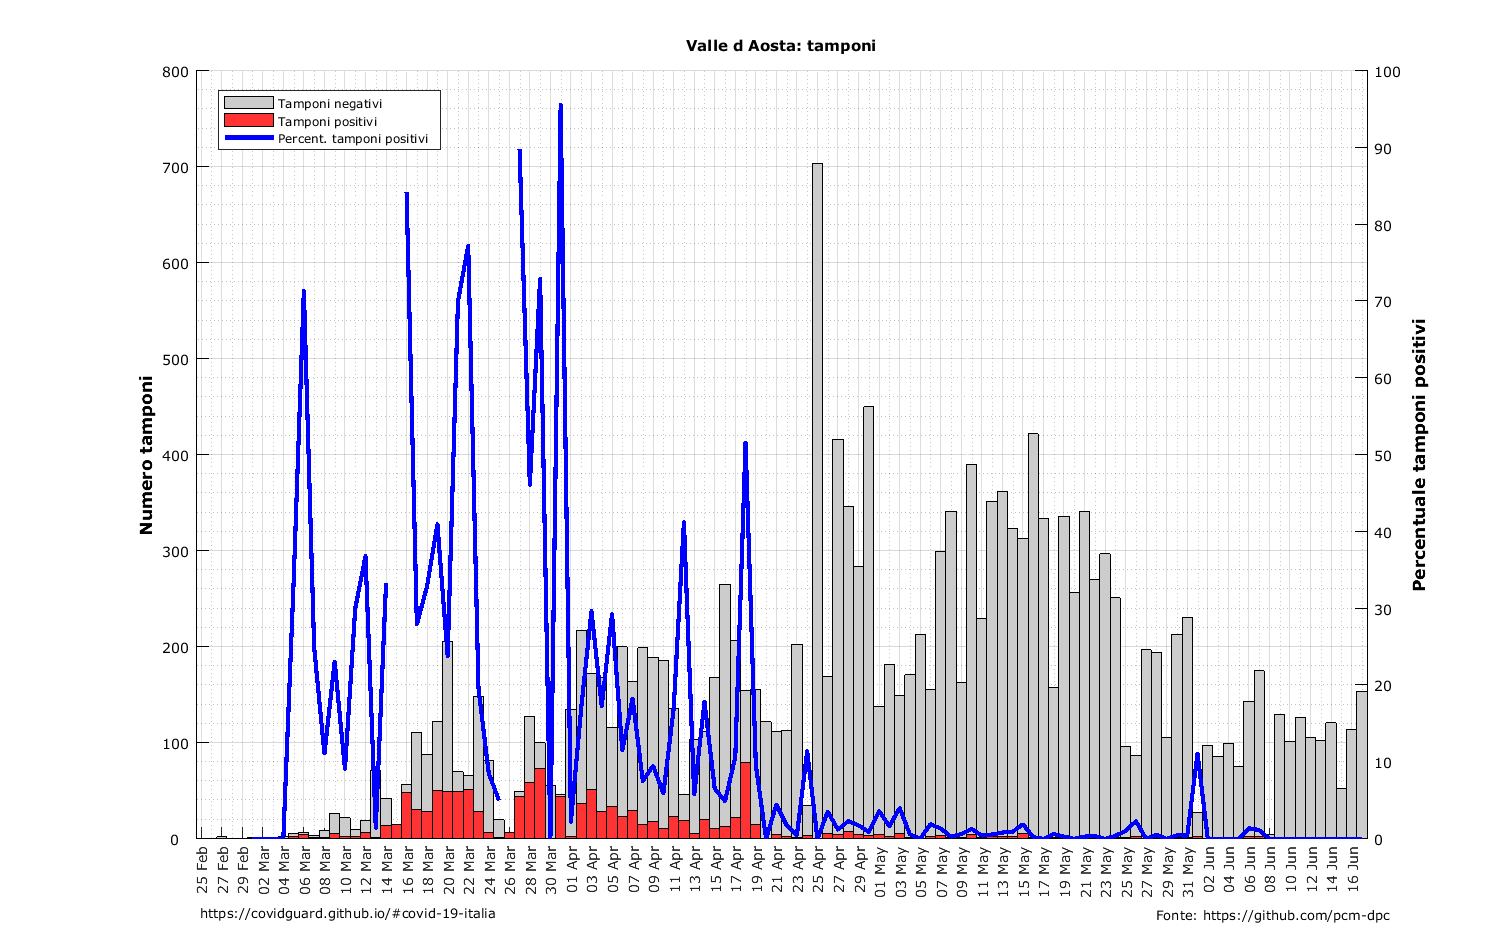 Valle d Aosta: tamponi
Tamponi negativi
Tamponi positivi
Percent. tamponi positivi
Numero tamponi
0
100
200
300
400
500
600
700
800
Percentuale tamponi positivi
0
10
20
30
40
50
60
70
80
90
100
25 Feb
27 Feb
29 Feb
02 Mar
04 Mar
06 Mar
08 Mar
10 Mar
12 Mar
14 Mar
16 Mar
18 Mar
20 Mar
22 Mar
24 Mar
26 Mar
28 Mar
30 Mar
01 Apr
03 Apr
05 Apr
07 Apr
09 Apr
11 Apr
13 Apr
15 Apr
17 Apr
19 Apr
21 Apr
23 Apr
25 Apr
27 Apr
29 Apr
01 May
03 May
05 May
07 May
09 May
11 May
13 May
15 May
17 May
19 May
21 May
23 May
25 May
27 May
29 May
31 May
02 Jun
04 Jun
06 Jun
08 Jun
10 Jun
12 Jun
14 Jun
16 Jun
https://covidguard.github.io/#covid-19-italia
Fonte: https://github.com/pcm-dpc